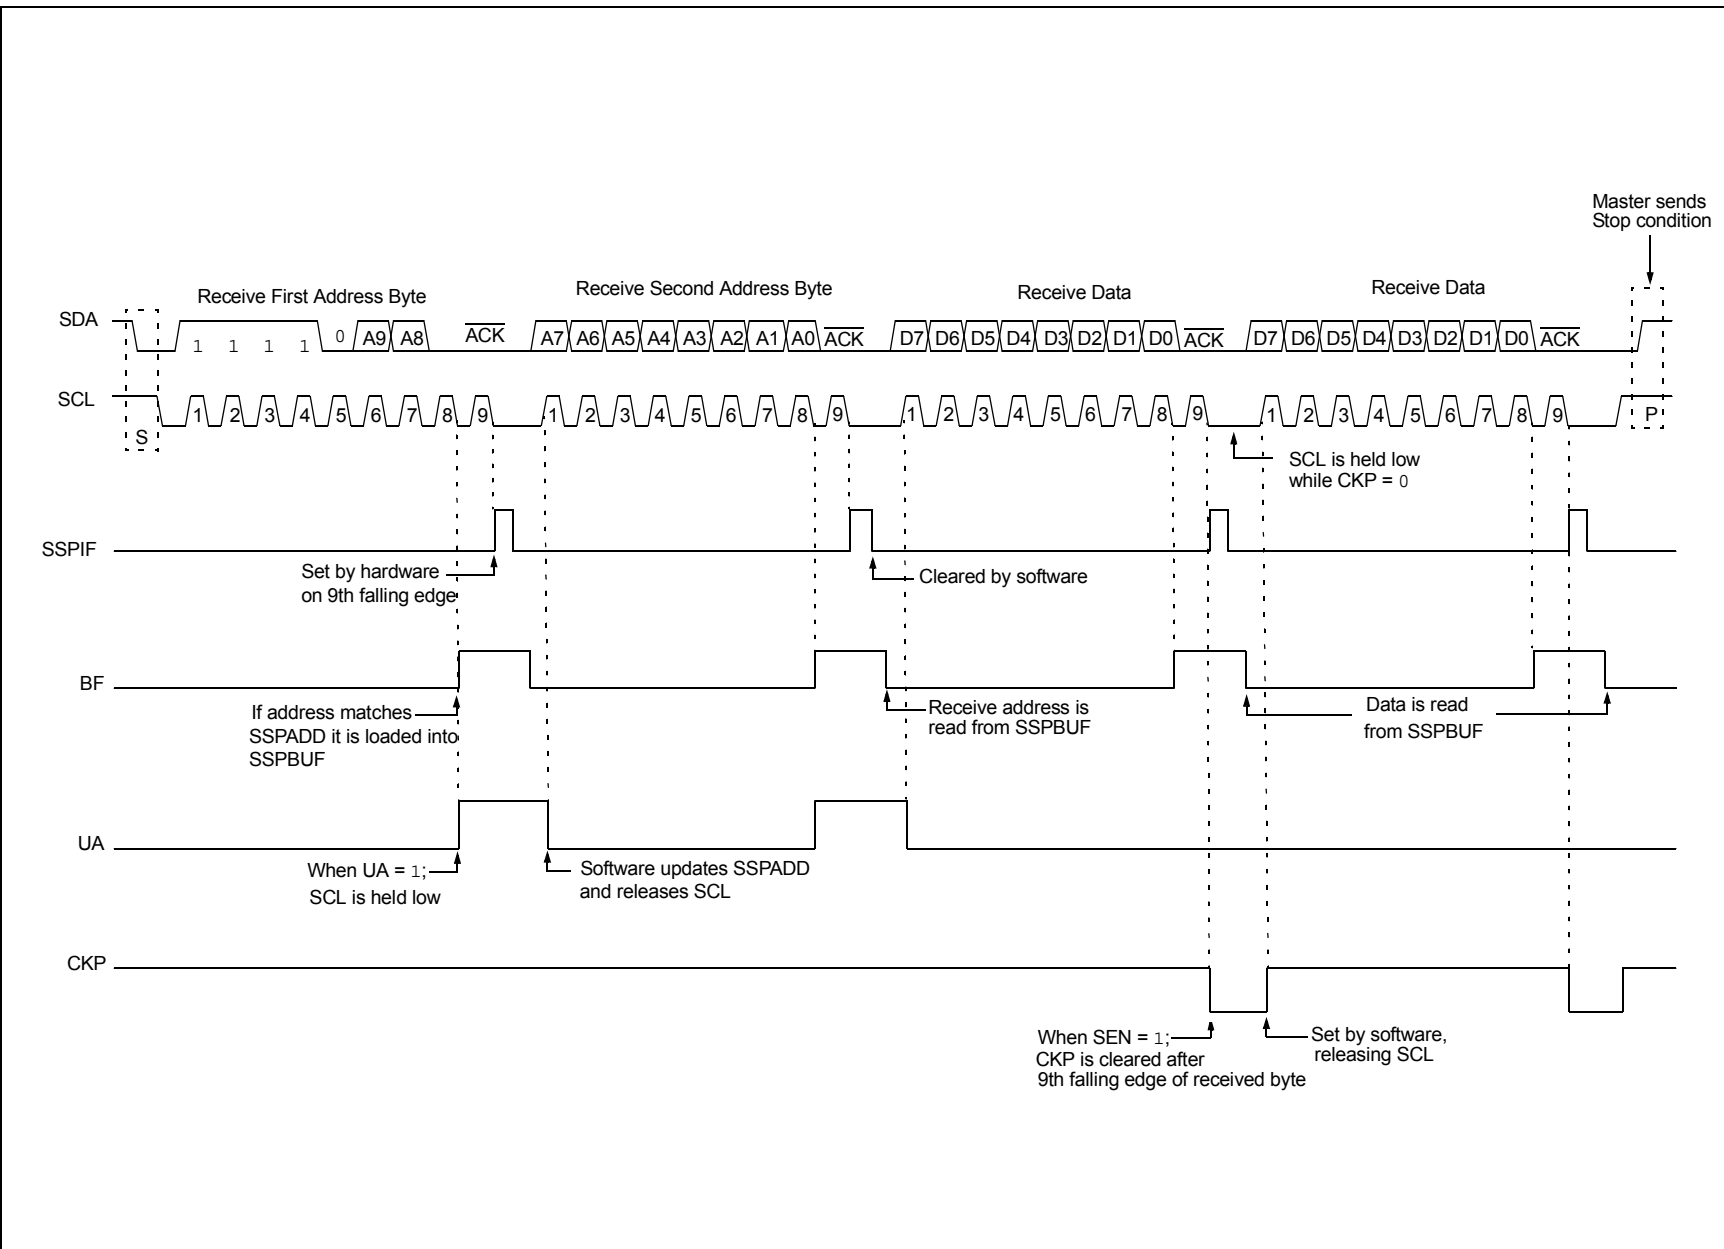 Master sends
Stop condition
Receive First Address Byte
Receive Second Address Byte
Receive Data
Receive Data
SDA
1 1 1 1 0 A9 A8 ACK
A7 A6 A5 A4 A3 A2 A1 A0 ACK
D7 D6 D5 D4 D3 D2 D1 D0 ACK
D7 D6 D5 D4 D3 D2 D1 D0 ACK
SCL
S
1 2 3 4 5 6 7 8 9
1 2 3 4 5 6 7 8 9
1 2 3 4 5 6 7 8 9
1 2 3 4 5 6 7 8 9
P
SCL is held low
while CKP = 0
SSPIF
Set by hardware
on 9th falling edge
Cleared by software
BF
If address matches
SSPADD it is loaded into
SSPBUF
Receive address is
read from SSPBUF
Data is read
from SSPBUF
UA
When UA = 1;
SCL is held low
Software updates SSPADD
and releases SCL
CKP
When SEN = 1;
CKP is cleared after
9th falling edge of received byte
Set by software,
releasing SCL